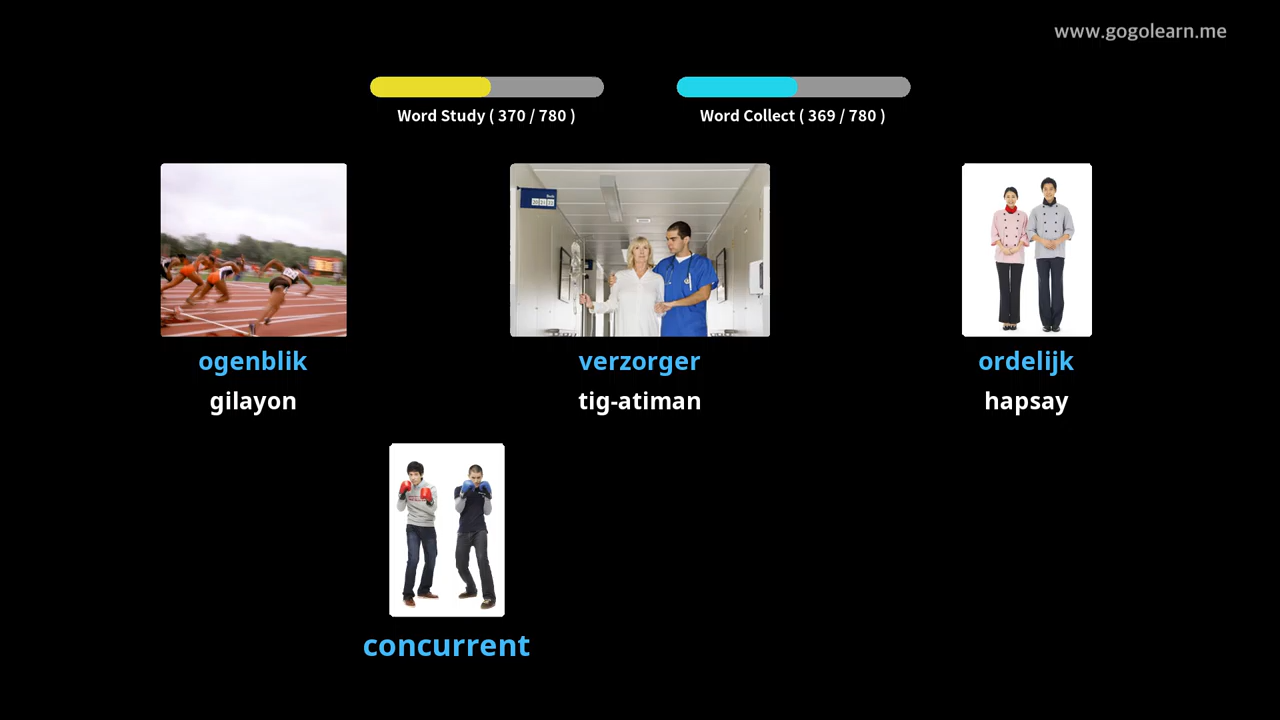 www.gogolearn.me
Word Study ( 370 / 780 )
Word Collect ( 369 / 780 )
ogenblik
verzorger
ordelijk
gilayon
tig-atiman
hapsay
concurrent